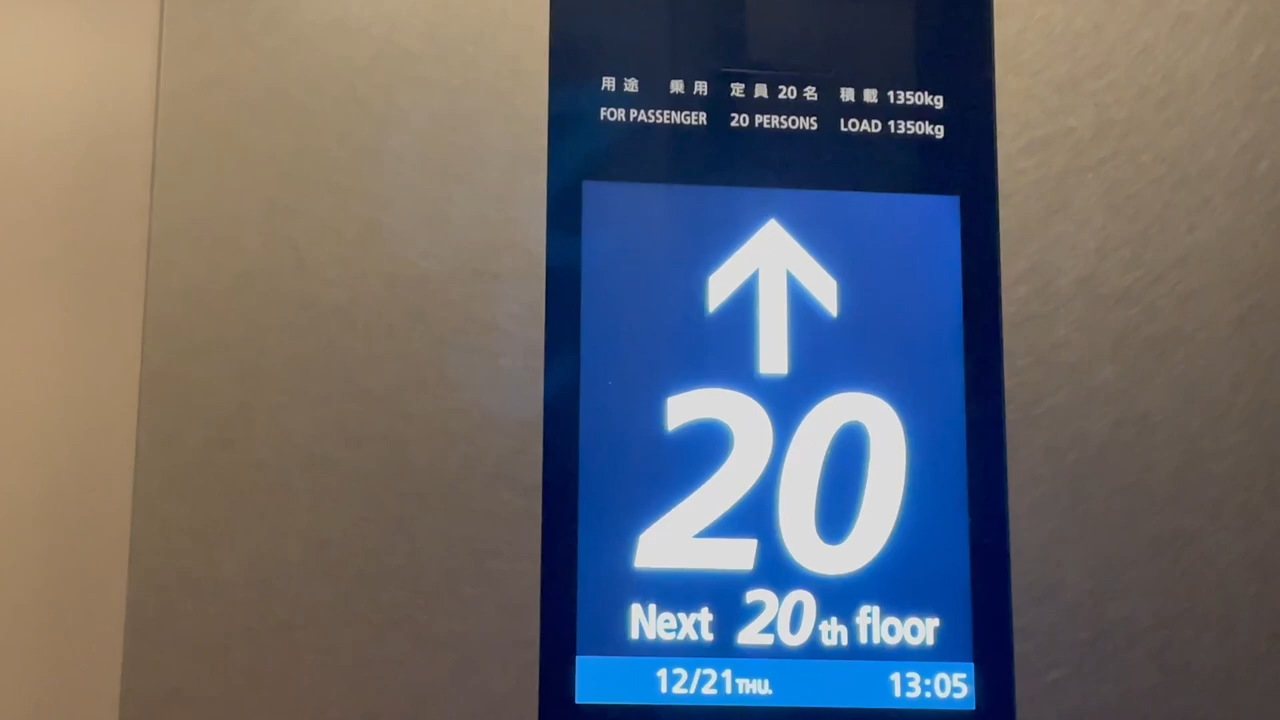 用途 乗用 定員 20 名 積載 1350kg
FOR PASSENGER 20 PERSONS LOAD 1350kg
20
Next 20th floor
12/21THU. 13:05